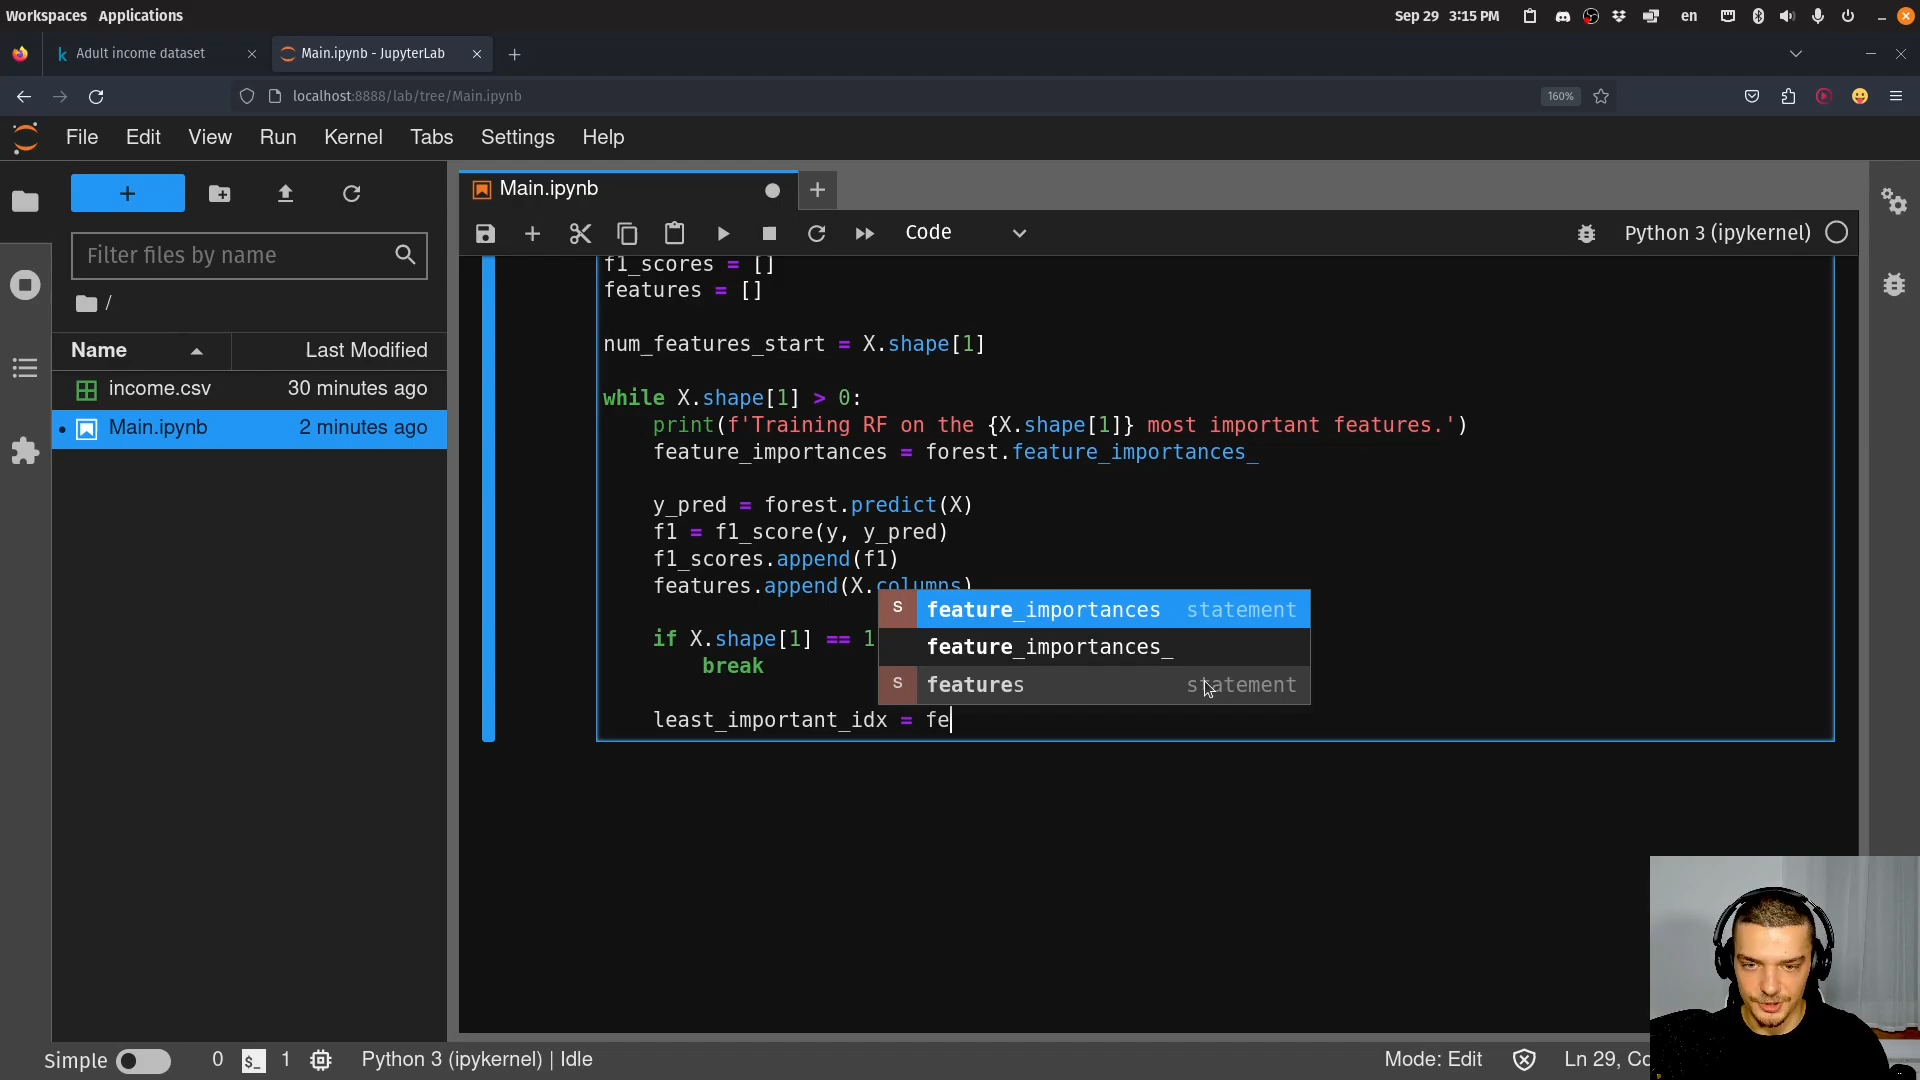 Workspaces Applications
Sep 29 3:15 PM
en
Adult income dataset
Main.ipynb - JupyterLab
localhost:8888/lab/tree/Main.ipynb
160%
File Edit View Run Kernel Tabs Settings Help
Main.ipynb
Filter files by name
Code
Python 3 (ipykernel)
/
Name
Last Modified
income.csv 30 minutes ago
Main.ipynb 2 minutes ago
f1_scores = []
features = []
num_features_start = X.shape[1]
while X.shape[1] > 0:
print(f'Training RF on the {X.shape[1]} most important features.')
feature_importances = forest.feature_importances_
y_pred = forest.predict(X)
f1 = f1_score(y, y_pred)
f1_scores.append(f1)
features.append(X.columns)
if X.shape[1] == 1
break
least_important_idx = fe
S feature_importances statement
feature_importances_
S features statement
Simple
0
$_
1
Python 3 (ipykernel) | Idle
Mode: Edit
Ln 29,